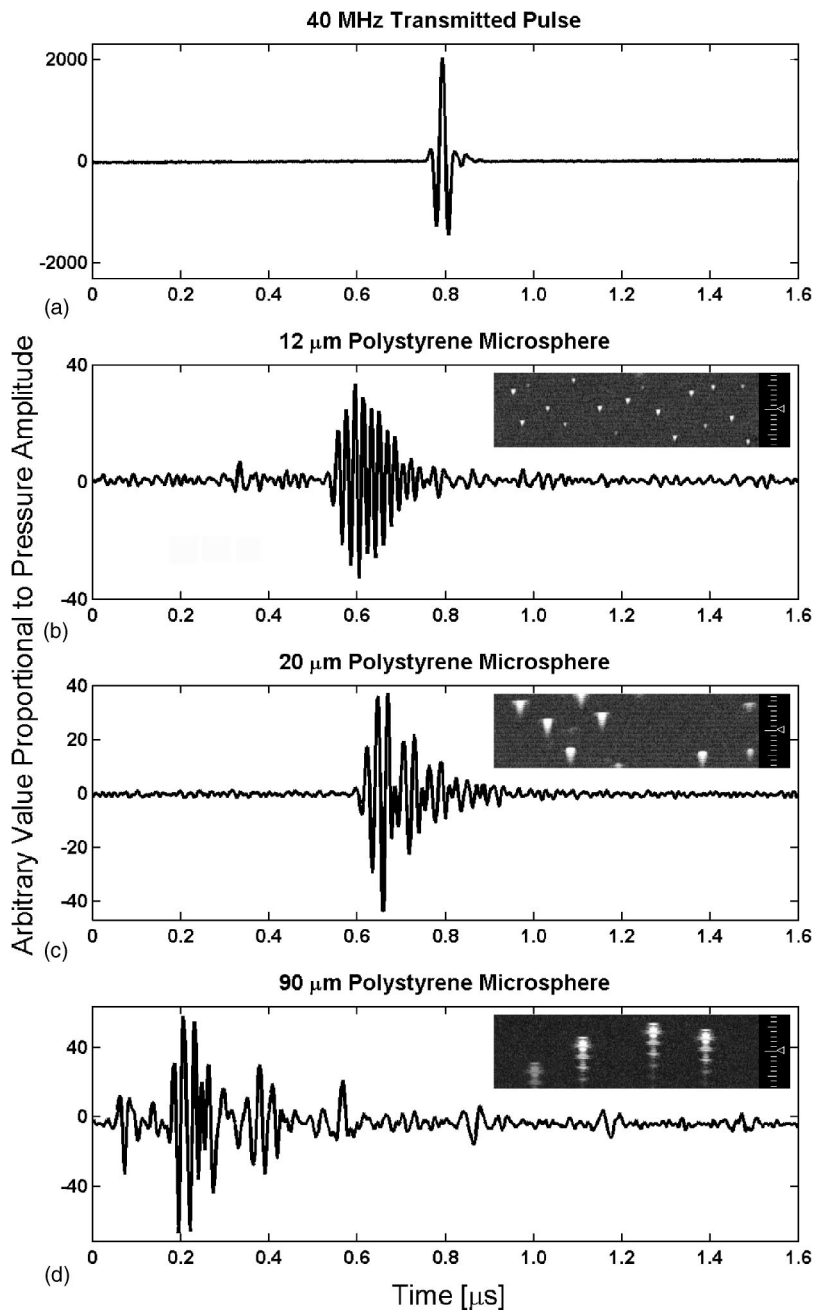 40 MHz Transmitted Pulse
2000
0
-2000
0 0.2 0.4 0.6 0.8 1.0 1.2 1.4 1.6
(a)
12 μm Polystyrene Microsphere
40
0
-40
0 0.2 0.4 0.6 0.8 1.0 1.2 1.4 1.6
(b)
20 μm Polystyrene Microsphere
40
20
0
-20
-40
0 0.2 0.4 0.6 0.8 1.0 1.2 1.4 1.6
(c)
90 μm Polystyrene Microsphere
40
0
-40
0 0.2 0.4 0.6 0.8 1.0 1.2 1.4 1.6
(d)
Time [μs]
Arbitrary Value Proportional to Pressure Amplitude